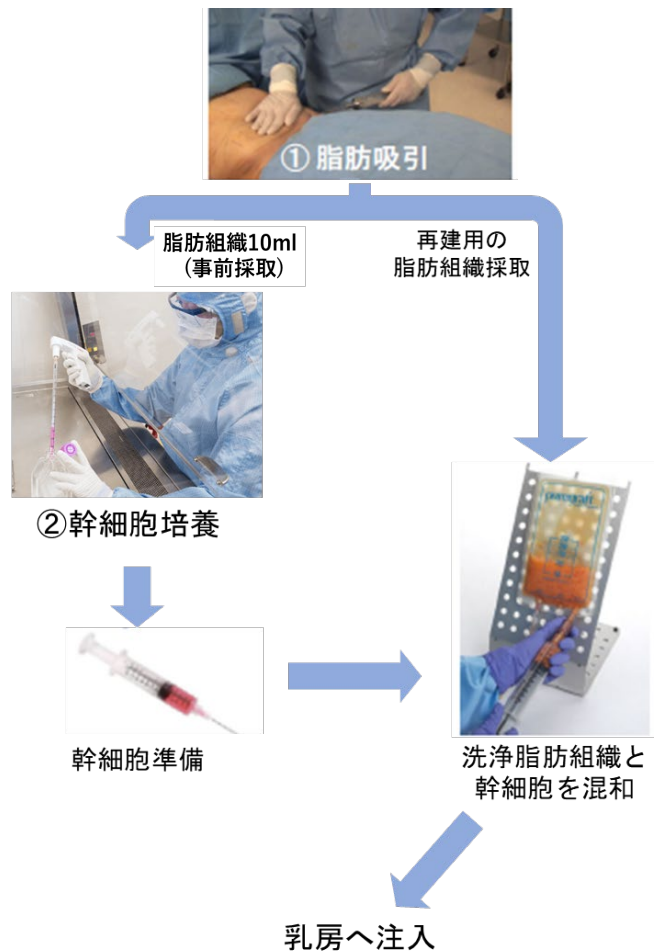 ① 脂肪吸引
脂肪組織10ml
(事前採取)
再建用の
脂肪組織採取
②幹細胞培養
幹細胞準備
洗浄脂肪組織と
幹細胞を混和
乳房へ注入